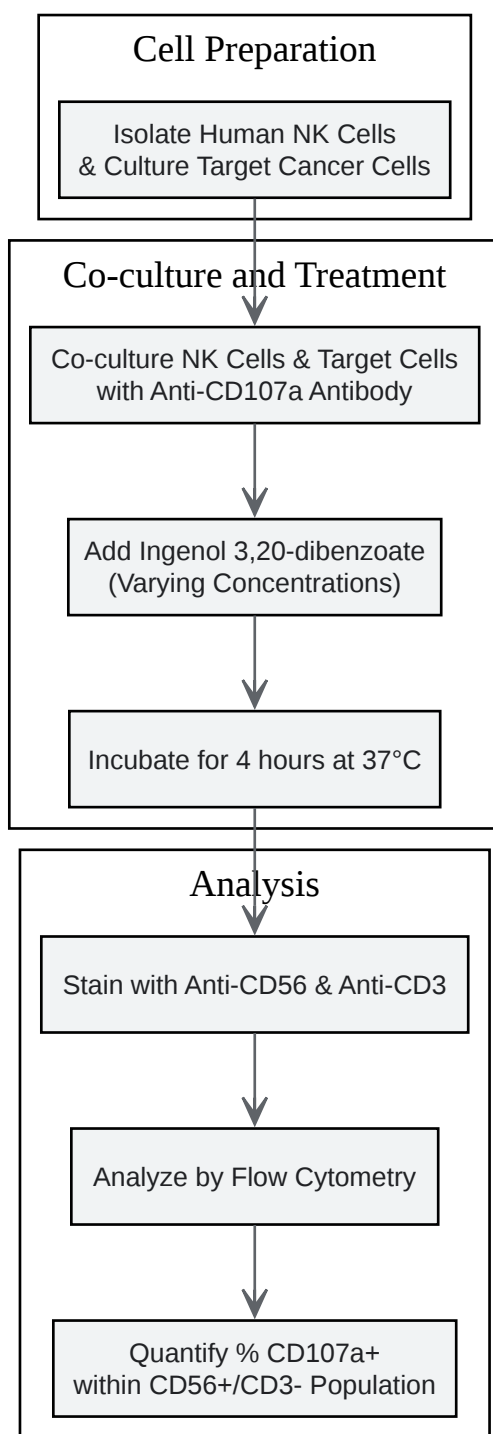 Cell Preparation
Isolate Human NK Cells
& Culture Target Cancer Cells
Co-culture and Treatment
Co-culture NK Cells & Target Cells
with Anti-CD107a Antibody
Add Ingenol 3,20-dibenzoate
(Varying Concentrations)
Incubate for 4 hours at 37°C
Analysis
Stain with Anti-CD56 & Anti-CD3
Analyze by Flow Cytometry
Quantify % CD107a+
within CD56+/CD3- Population